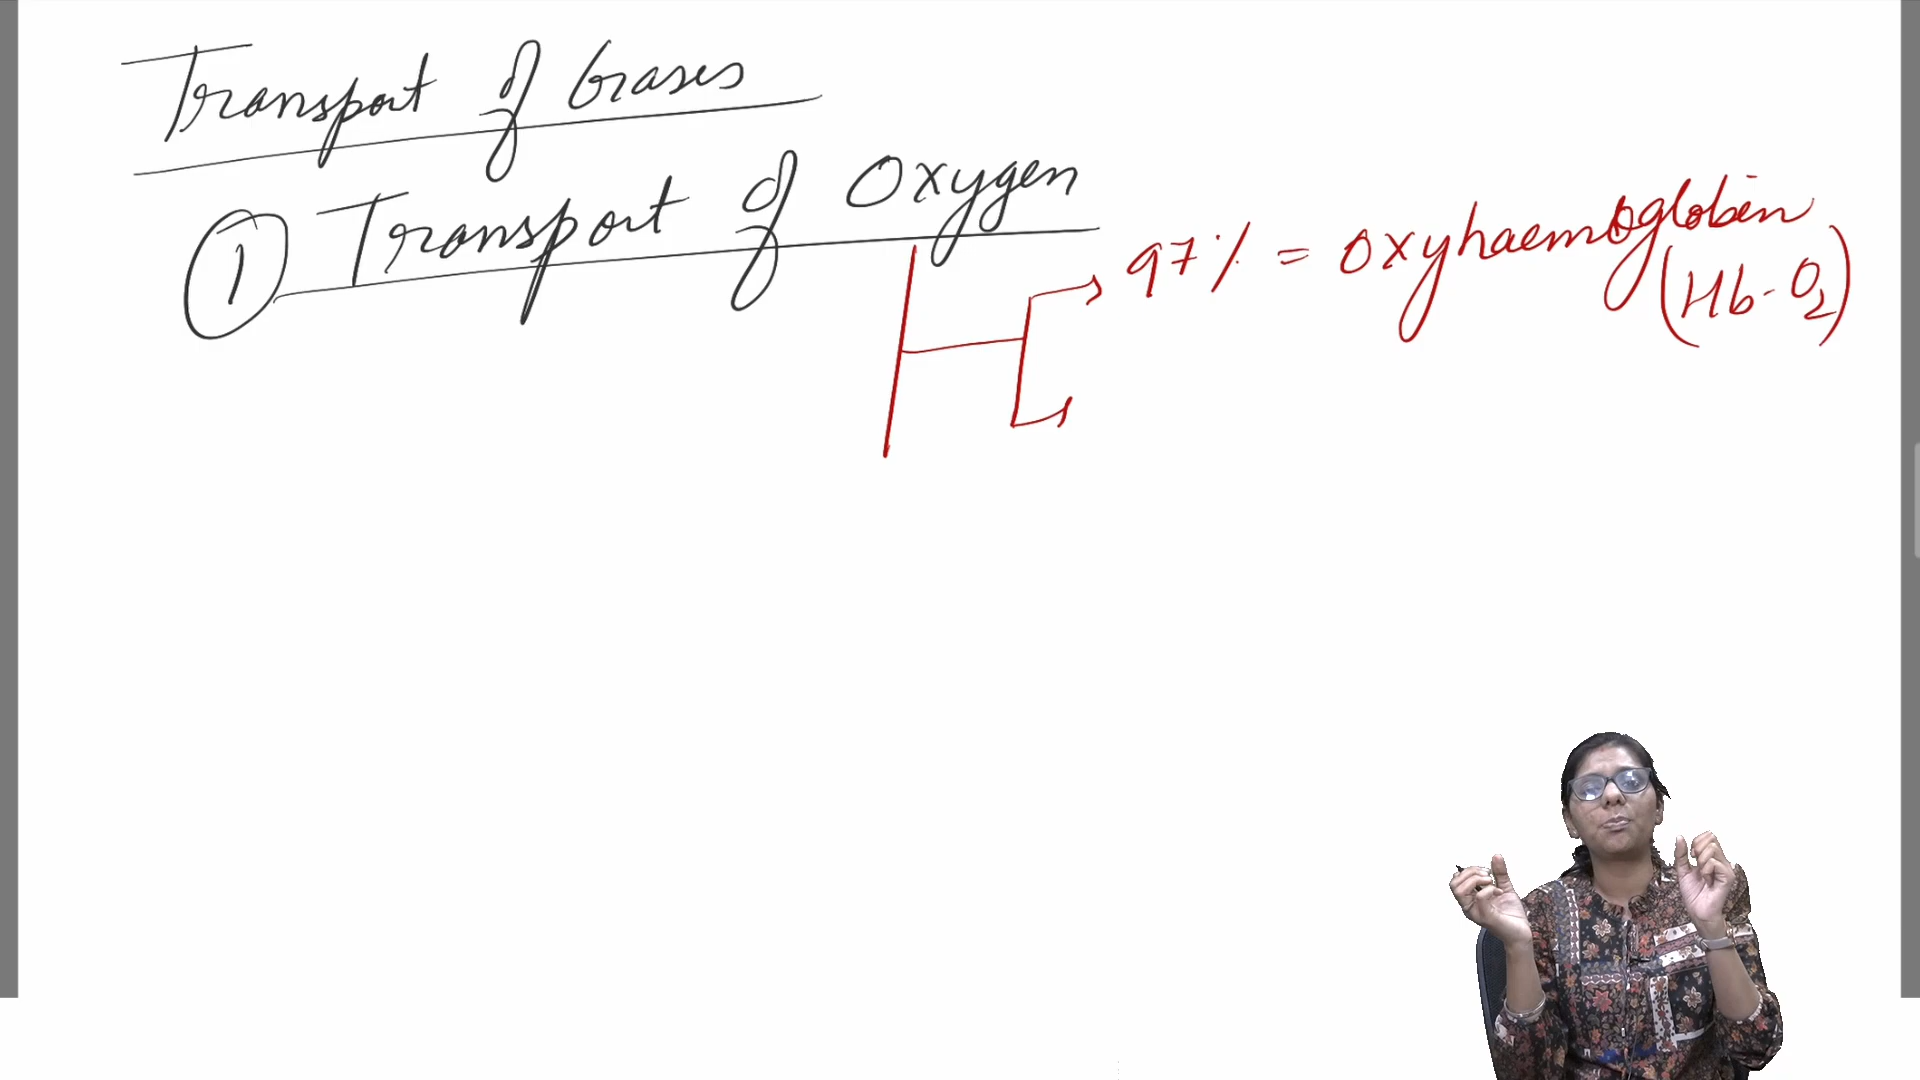 Transport of Gases
① Transport of Oxygen
97% = Oxyhaemoglobin
(Hb-O₂)